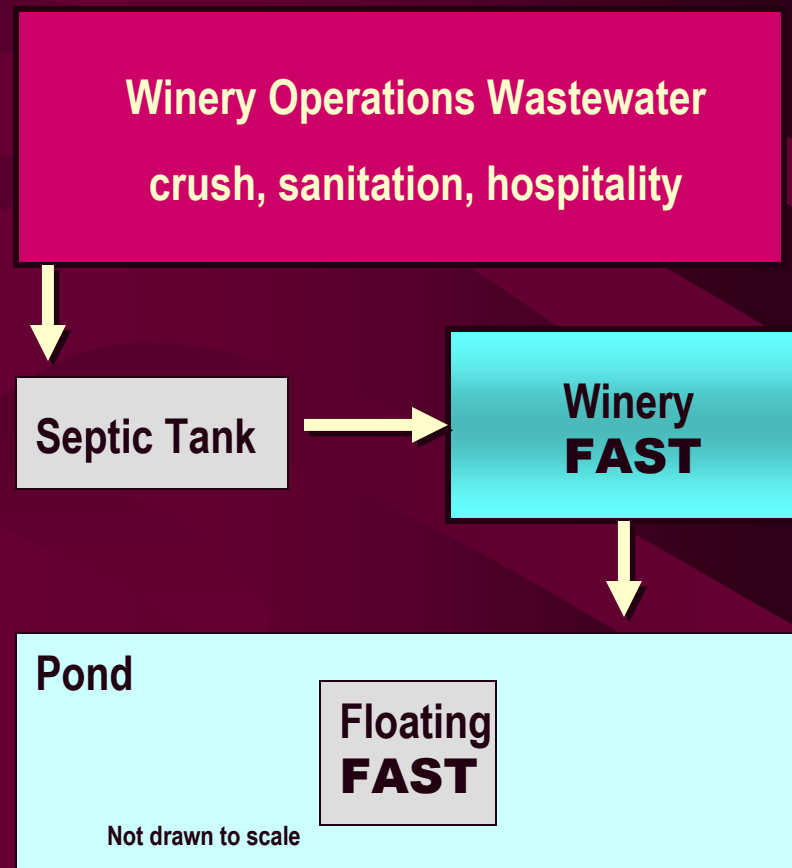 Winery Operations Wastewater
crush, sanitation, hospitality
Septic Tank
Winery
FAST
Pond
Floating
FAST
Not drawn to scale